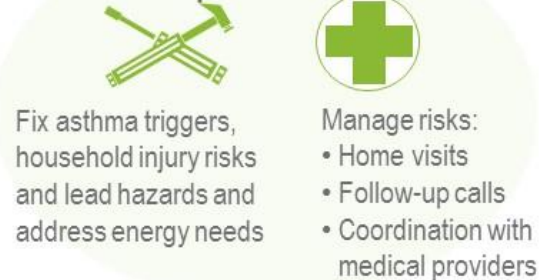 Fix asthma triggers,
household injury risks
and lead hazards and
address energy needs
Manage risks:
• Home visits
• Follow-up calls
• Coordination with
medical providers